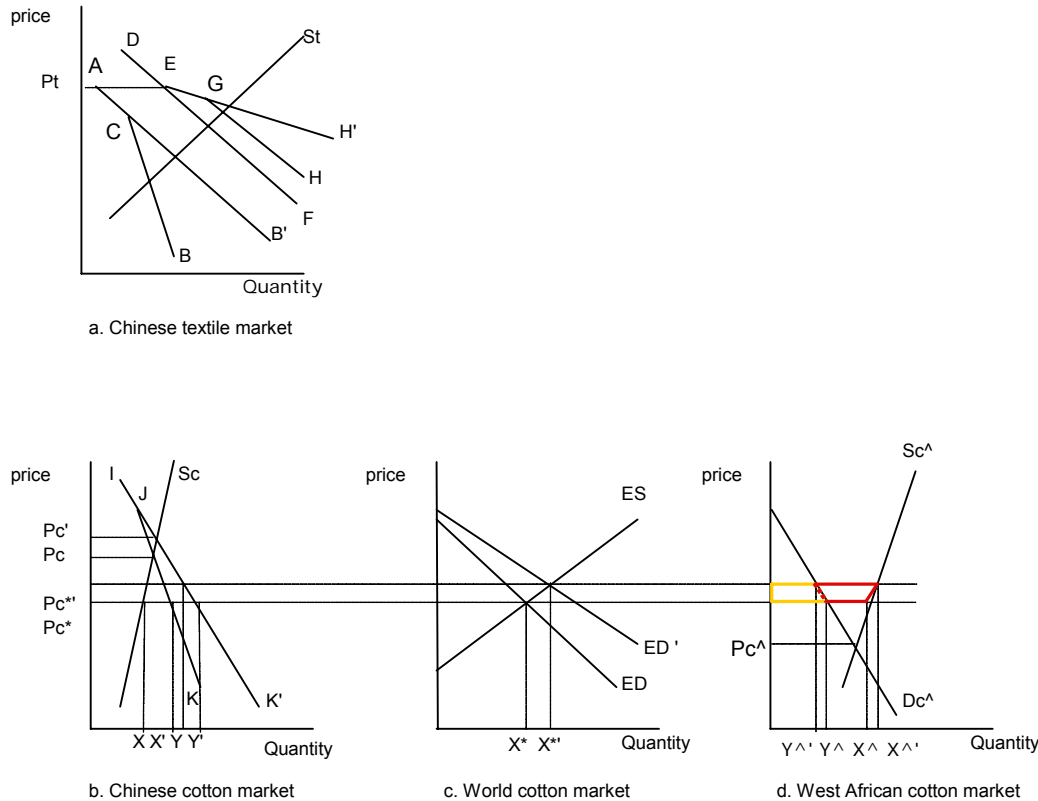 price
D
St
A
E
G
Pt
C
H'
H
F
B'
B
Quantity
a. Chinese textile market
price
I
Sc
J
Pc'
Pc
Pc*'
Pc*
K
K'
X X' Y Y'
Quantity
b. Chinese cotton market
price
ES
ED '
ED
X* X*'
Quantity
c. World cotton market
price
Sc^
Pc^
Dc^
Y^' Y^ X^ X^'
Quantity
d. West African cotton market